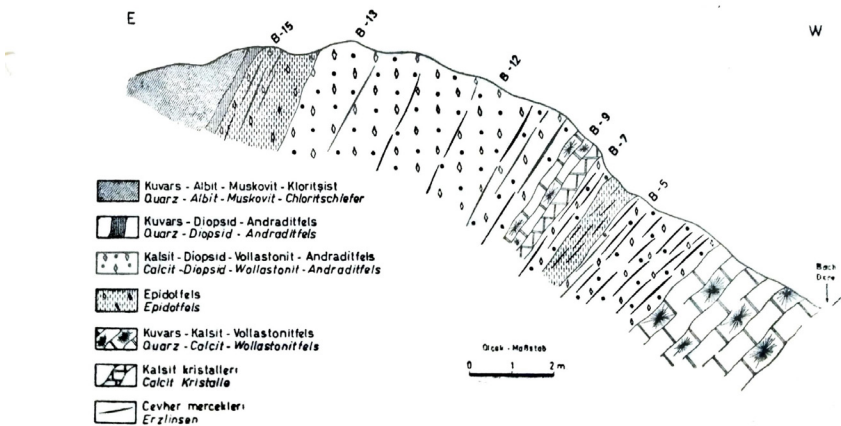 E
W
B-15
B-13
B-12
B-9
B-7
B-5
Kuvars - Albit - Muskovit - Kloritşist
Quarz - Albit - Muskovit - Chloritschiefer
Kuvars - Diopsid - Andraditfels
Quarz - Diopsid - Andraditfels
Kalsit - Diopsid - Vollastonit - Andraditfels
Calcit - Diopsid - Wollastonit - Andraditfels
Epidotfels
Epidotfels
Kuvars - Kalsit - Vollastonitfels
Quarz - Calcit - Wollastonitfels
Kalsit kristalleri
Calcit Kristalle
Cevher mercekleri
Erzlinsen
Ölçek - Maßstab
0 1 2 m
Bach
Dere